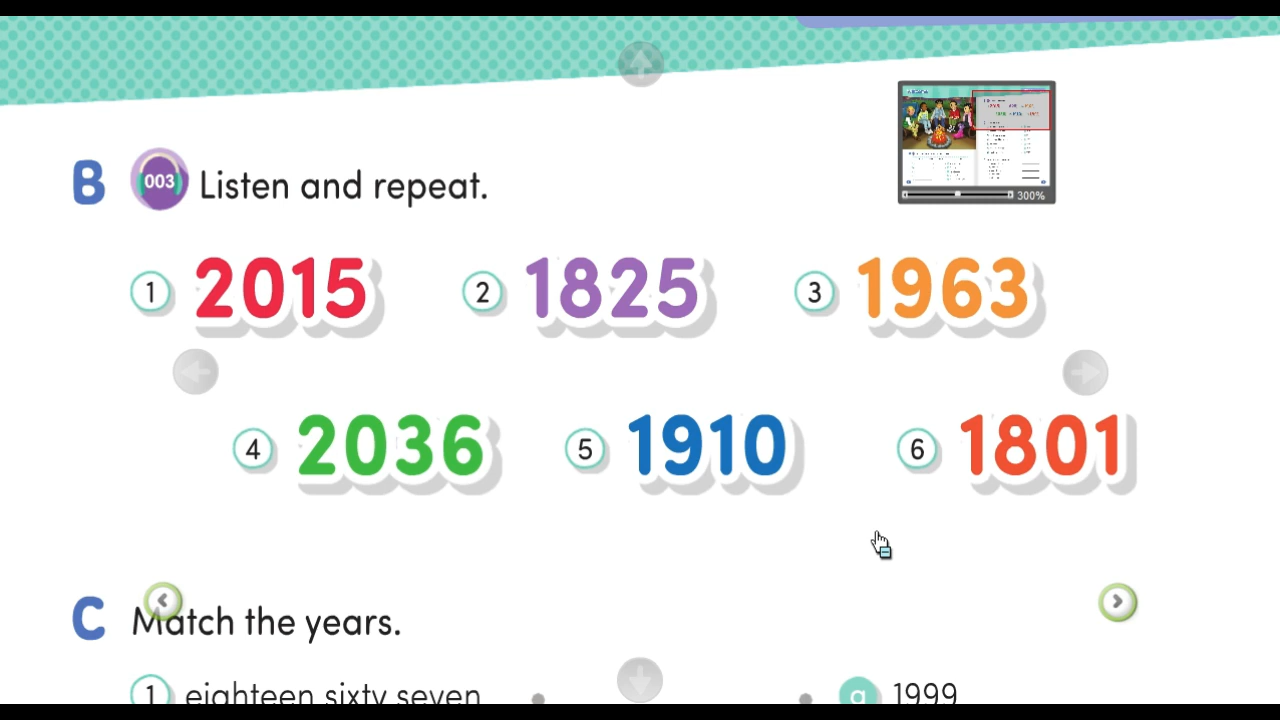 300%
B 003 Listen and repeat.
1 2015 2 1825 3 1963
4 2036 5 1910 6 1801
C Match the years.
1 eighteen sixty seven a 1999